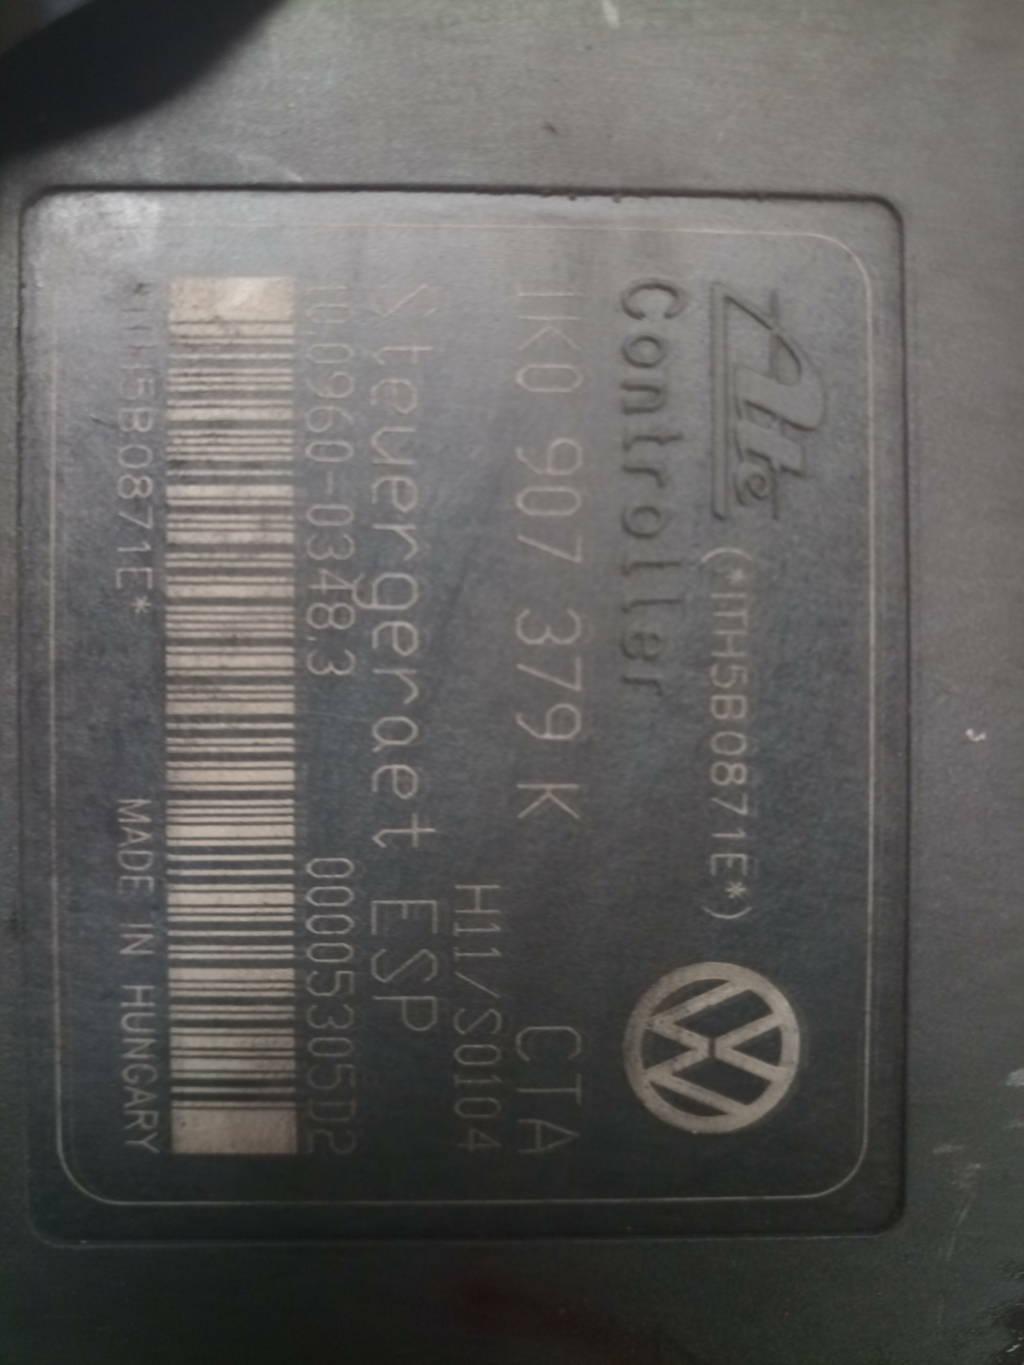 Ate (*1TH5B0871E*)
Controller
1K0 907 379 K CTA
H11/S0104
Steuergeraet ESP
10.0960-0348.3 00005305D2
*1TH5B0871E* MADE IN HUNGARY